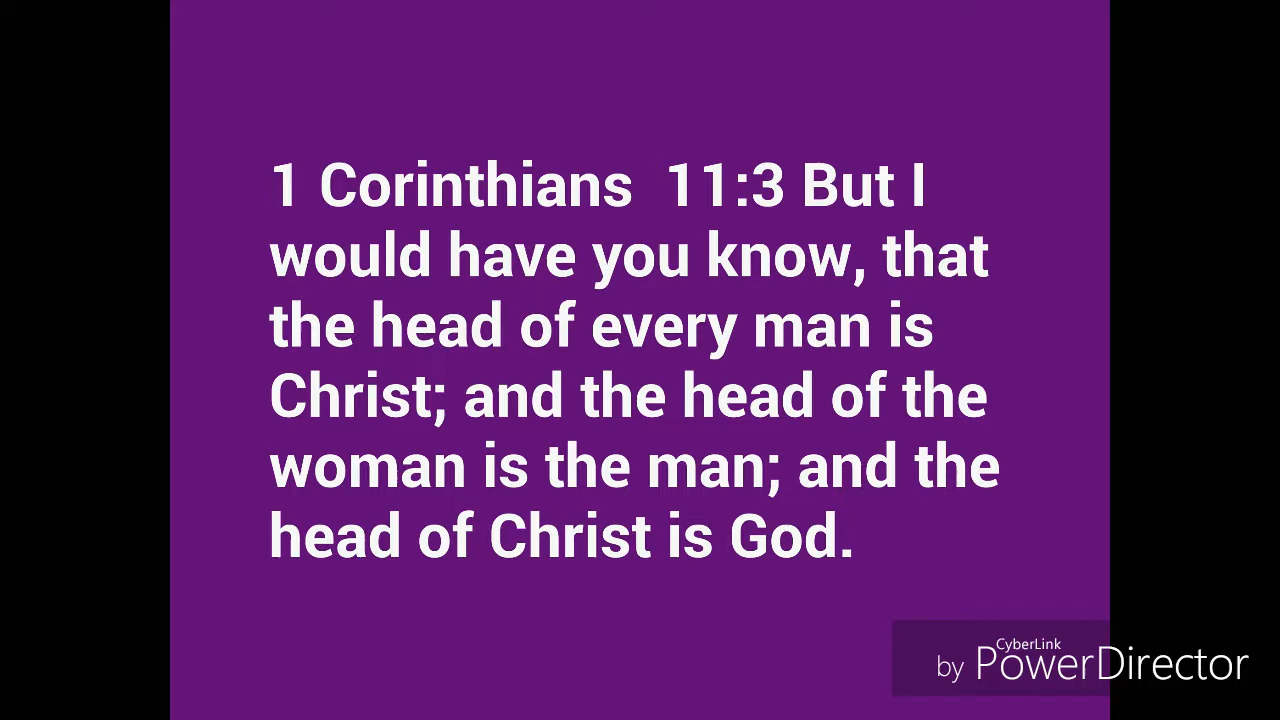 1 Corinthians  11:3 But I
would have you know, that
the head of every man is
Christ; and the head of the
woman is the man; and the
head of Christ is God.
CyberLink
by PowerDirector